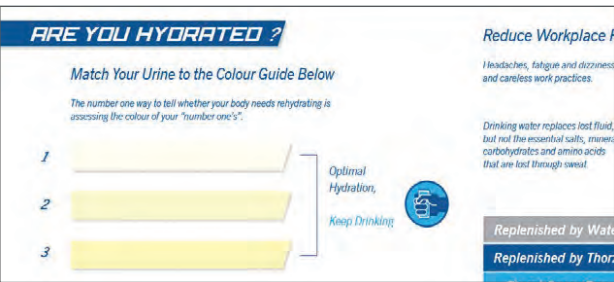 ARE YOU HYDRATED ?
Match Your Urine to the Colour Guide Below
The number one way to tell whether your body needs rehydrating is
assessing the colour of your "number one's".
1
2
3
Optimal
Hydration,
Keep Drinking
Reduce Workplace
Headaches, fatigue and dizziness
and careless work practices.
Drinking water replaces lost fluid,
but not the essential salts, minera
carbohydrates and amino acids
that are lost through sweat.
Replenished by Wate
Replenished by Thorz